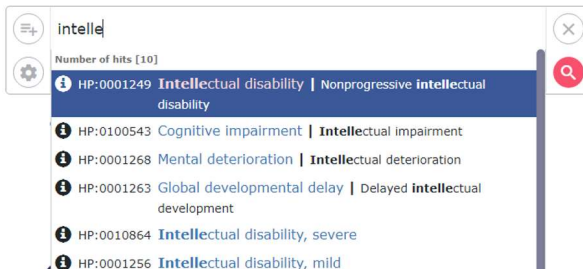 intelle
Number of hits [10]
HP:0001249 Intellectual disability | Nonprogressive intellectual
disability
HP:0100543 Cognitive impairment | Intellectual impairment
HP:0001268 Mental deterioration | Intellectual deterioration
HP:0001263 Global developmental delay | Delayed intellectual
development
HP:0010864 Intellectual disability, severe
HP:0001256 Intellectual disability, mild